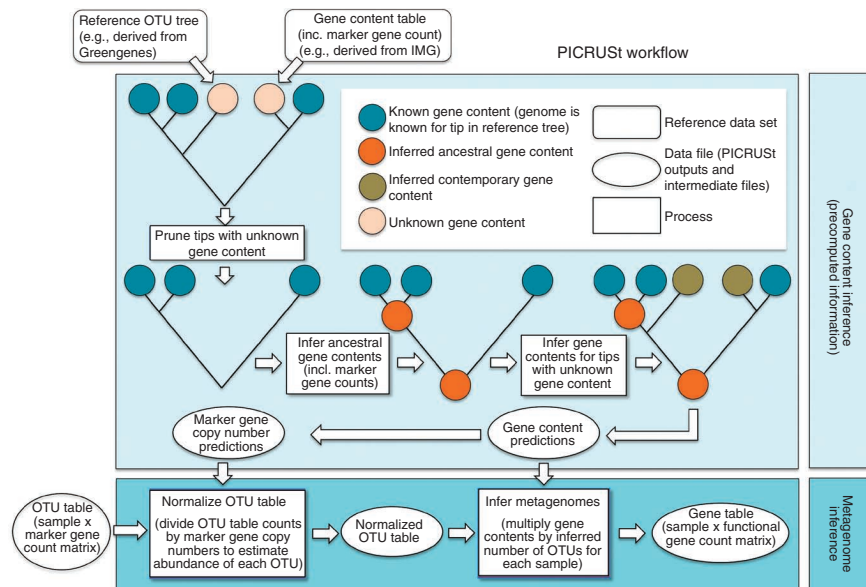 Reference OTU tree
(e.g., derived from
Greengenes)
Gene content table
(inc. marker gene count)
(e.g., derived from IMG)
PICRUSt workflow
Known gene content (genome is
known for tip in reference tree)
Inferred ancestral gene content
Inferred contemporary gene
content
Unknown gene content
Reference data set
Data file (PICRUSt
outputs and
intermediate files)
Process
Prune tips with unknown
gene content
Infer ancestral
gene contents
(incl. marker
gene counts)
Infer gene
contents for tips
with unknown
gene content
Marker gene
copy number
predictions
Gene content
predictions
Gene content inference
(precomputed information)
OTU table
(sample x
marker gene
count matrix)
Normalize OTU table
(divide OTU table counts
by marker gene copy
numbers to estimate
abundance of each OTU)
Normalized
OTU table
Infer metagenomes
(multiply gene
contents by inferred
number of OTUs for
each sample)
Gene table
(sample x functional
gene count matrix)
Metagenome
inference